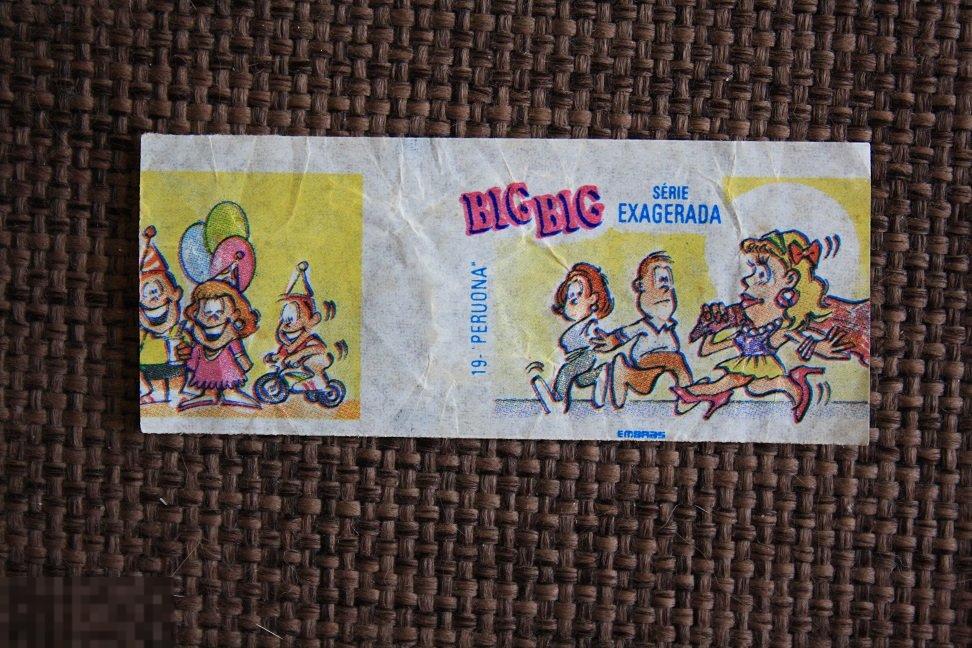 BIG BIG
SÉRIE
EXAGERADA
19- "PERUONA"
EMBRAS